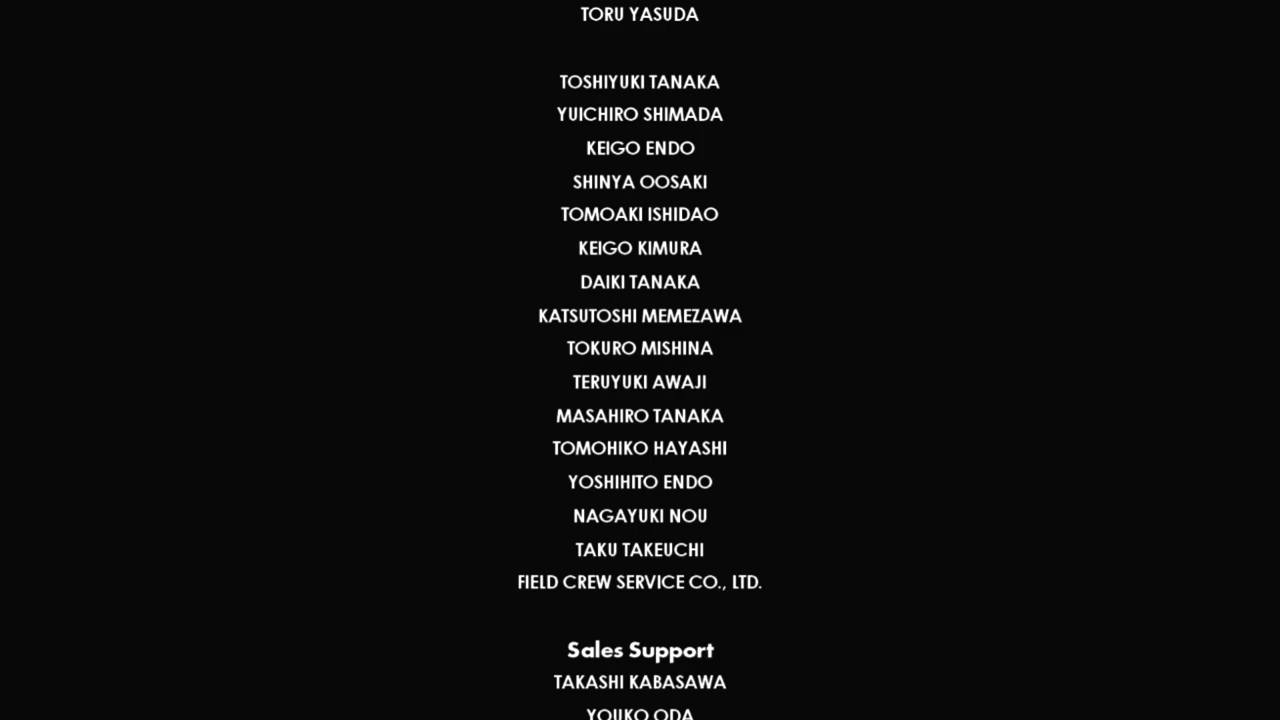 TORU YASUDA
TOSHIYUKI TANAKA
YUICHIRO SHIMADA
KEIGO ENDO
SHINYA OOSAKI
TOMOAKI ISHIDAO
KEIGO KIMURA
DAIKI TANAKA
KATSUTOSHI MEMEZAWA
TOKURO MISHINA
TERUYUKI AWAJI
MASAHIRO TANAKA
TOMOHIKO HAYASHI
YOSHIHITO ENDO
NAGAYUKI NOU
TAKU TAKEUCHI
FIELD CREW SERVICE CO., LTD.
Sales Support
TAKASHI KABASAWA
YOUKO ODA